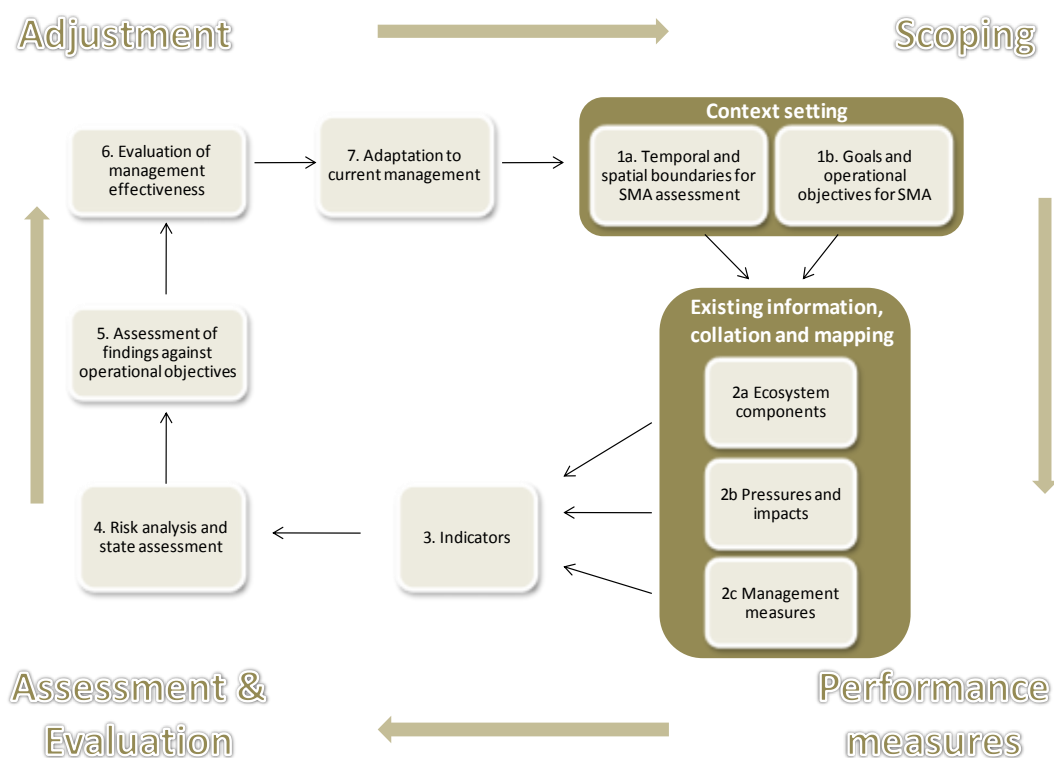 Adjustment
Scoping
Context setting
6. Evaluation of
management
effectiveness
7. Adaptation to
current management
1a. Temporal and
spatial boundaries for
SMA assessment
1b. Goals and
operational
objectives for SMA
Existing information,
collation and mapping
5. Assessment of
findings against
operational objectives
2a Ecosystem
components
2b Pressures and
impacts
4. Risk analysis and
state assessment
3. Indicators
2c Management
measures
Assessment &
Evaluation
Performance
measures